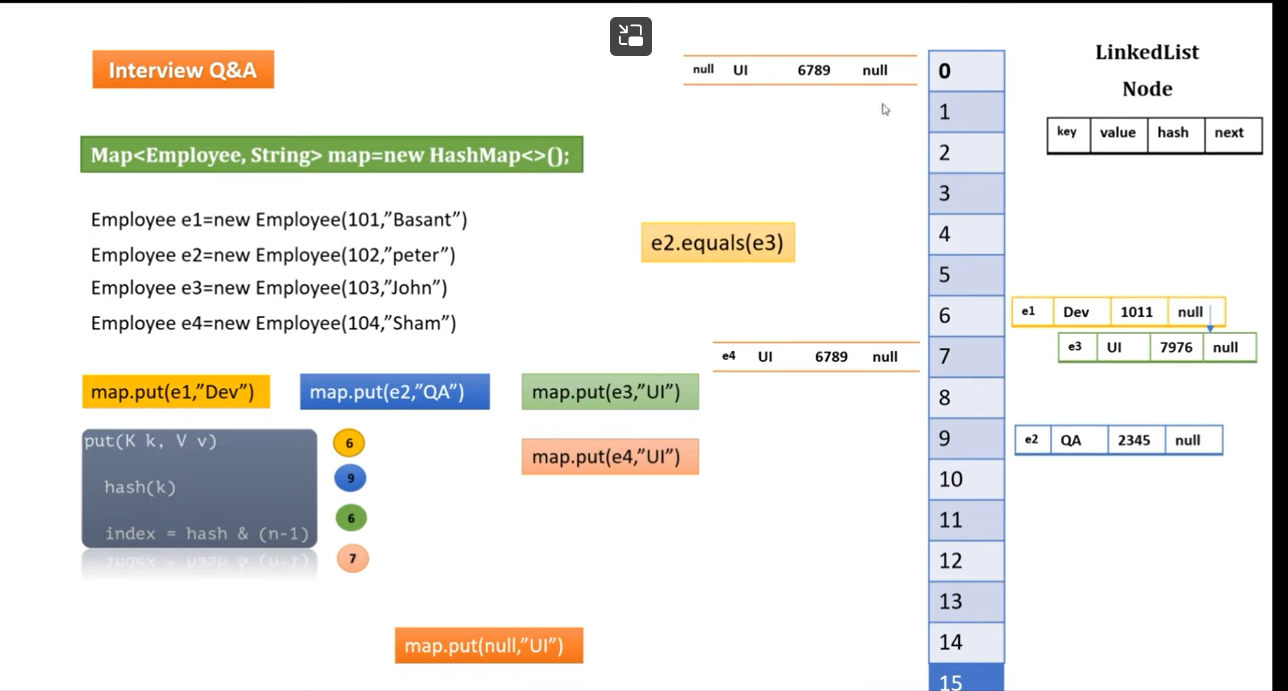 Interview Q&A
null UI 6789 null
LinkedList
Node
key value hash next
Map<Employee, String> map=new HashMap<>();
Employee e1=new Employee(101,”Basant”)
Employee e2=new Employee(102,”peter”)
Employee e3=new Employee(103,”John”)
Employee e4=new Employee(104,”Sham”)
e2.equals(e3)
e4 UI 6789 null
map.put(e1,”Dev”)
map.put(e2,”QA”)
map.put(e3,”UI”)
map.put(e4,”UI”)
put(K k, V v)
hash(k)
index = hash & (n-1)
6
9
6
7
map.put(null,”UI”)
0
1
2
3
4
5
6
7
8
9
10
11
12
13
14
15
e1 Dev 1011 null
e3 UI 7976 null
e2 QA 2345 null